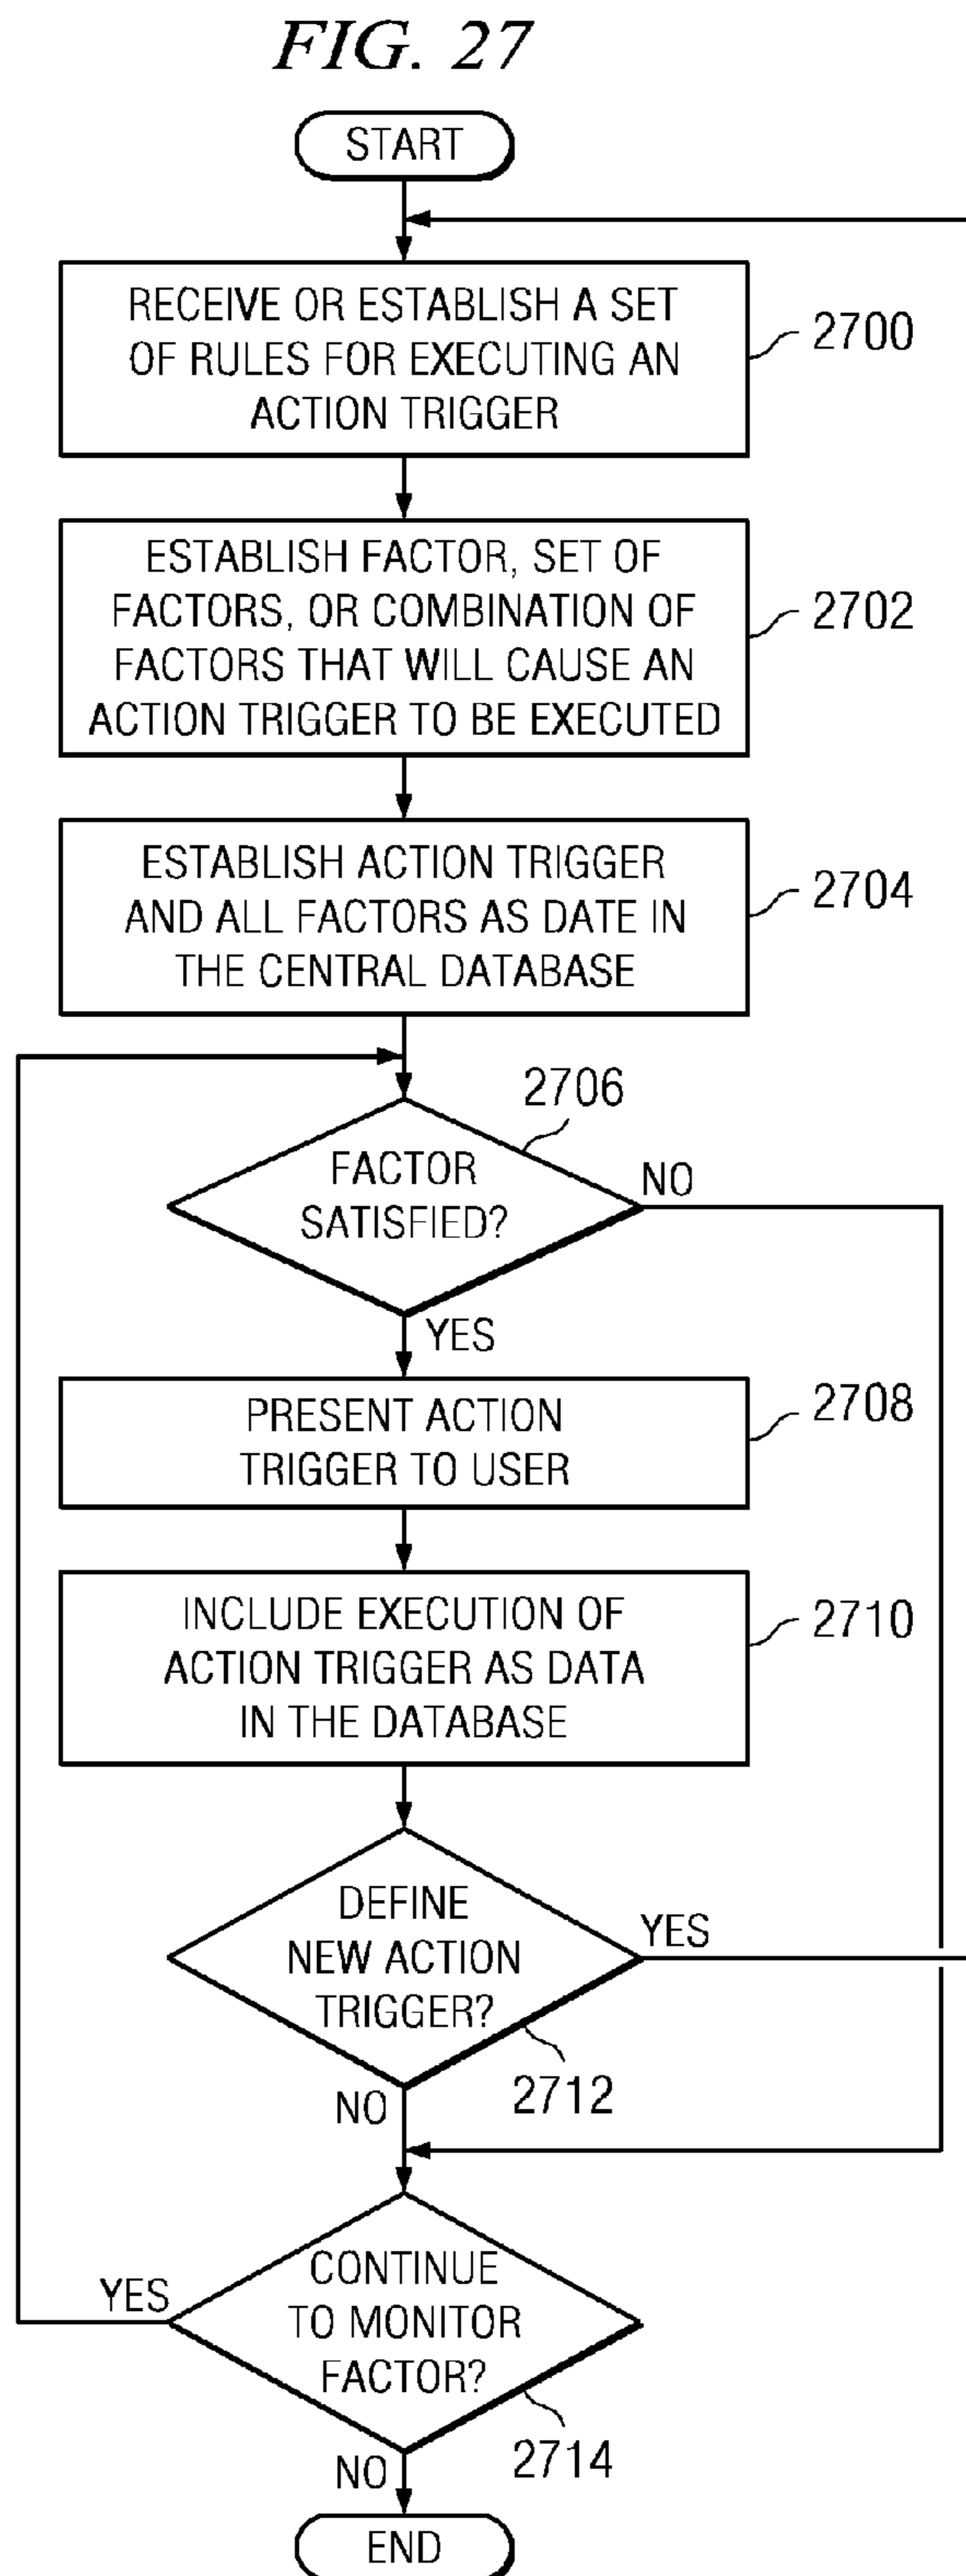 FIG. 27
START
RECEIVE OR ESTABLISH A SET
OF RULES FOR EXECUTING AN
ACTION TRIGGER
2700
ESTABLISH FACTOR, SET OF
FACTORS, OR COMBINATION OF
FACTORS THAT WILL CAUSE AN
ACTION TRIGGER TO BE EXECUTED
2702
ESTABLISH ACTION TRIGGER
AND ALL FACTORS AS DATE IN
THE CENTRAL DATABASE
2704
2706
FACTOR
SATISFIED?
NO
YES
PRESENT ACTION
TRIGGER TO USER
2708
INCLUDE EXECUTION OF
ACTION TRIGGER AS DATA
IN THE DATABASE
2710
DEFINE
NEW ACTION
TRIGGER?
YES
2712
NO
CONTINUE
TO MONITOR
FACTOR?
YES
2714
NO
END